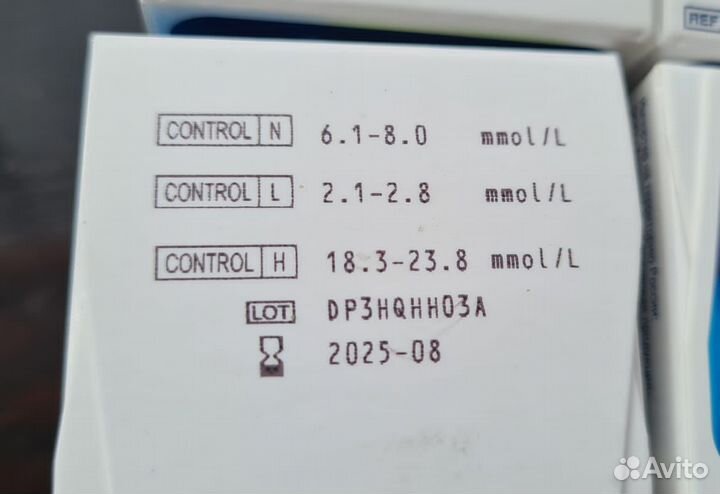 REF
CONTROL N 6.1-8.0 mmol/L
CONTROL L 2.1-2.8 mmol/L
CONTROL H 18.3-23.8 mmol/L
LOT DP3HQHH03A
2025-08
Avito